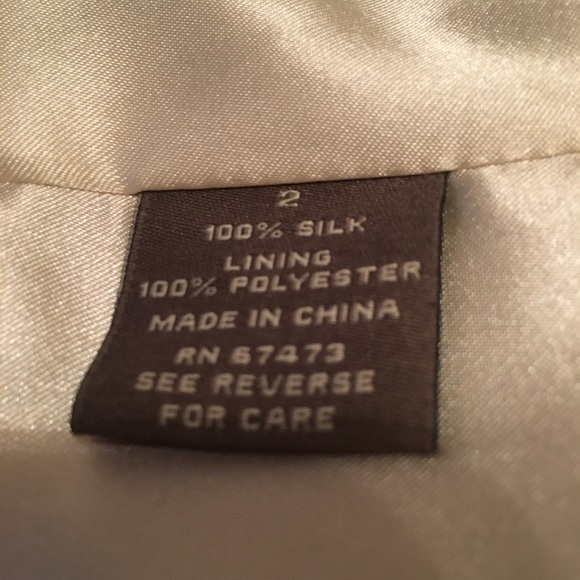 2
100% SILK
LINING
100% POLYESTER
MADE IN CHINA
RN 67473
SEE REVERSE
FOR CARE